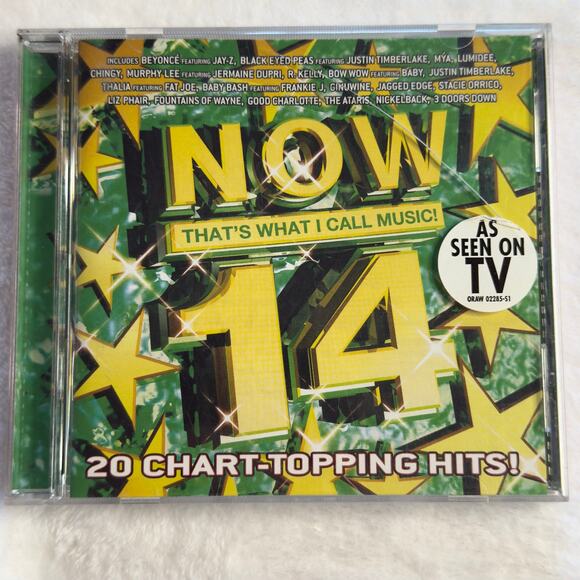 INCLUDES BEYONCÉ FEATURING JAY-Z, BLACK EYED PEAS FEATURING JUSTIN TIMBERLAKE, MÝA, LUMIDEE,
CHINGY, MURPHY LEE FEATURING JERMAINE DUPRI, R. KELLY, BOW WOW FEATURING BABY, JUSTIN TIMBERLAKE,
THALIA FEATURING FAT JOE, BABY BASH FEATURING FRANKIE J, GINUWINE, JAGGED EDGE, STACIE ORRICO,
LIZ PHAIR, FOUNTAINS OF WAYNE, GOOD CHARLOTTE, THE ATARIS, NICKELBACK, 3 DOORS DOWN
NOW
THAT'S WHAT I CALL MUSIC!
14
AS
SEEN ON
TV
ORAW 02285-S1
20 CHART-TOPPING HITS!